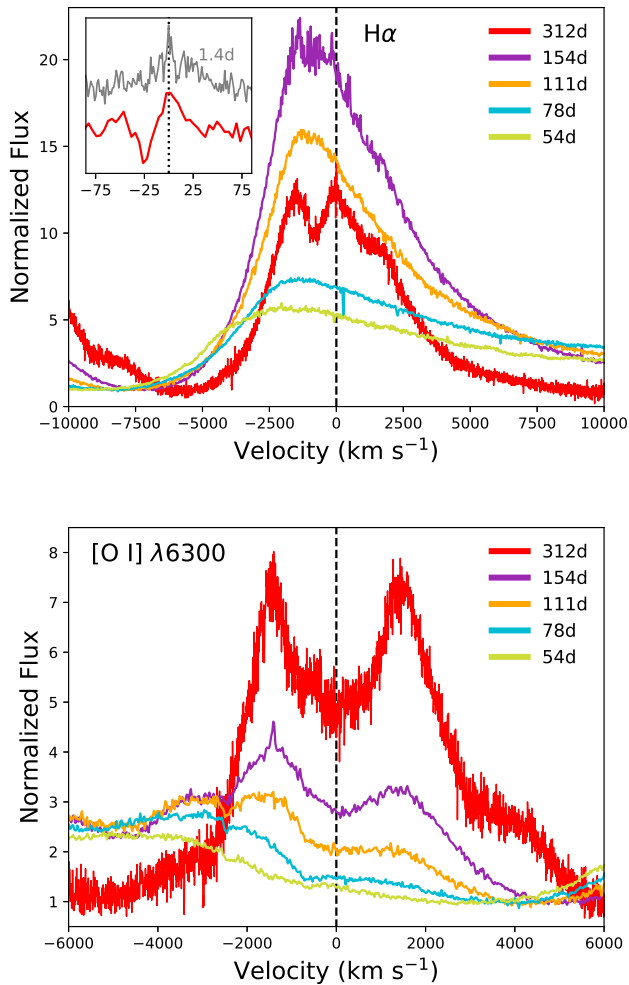 Hα
312d
154d
111d
78d
54d
1.4d
−75 −25 25 75
20
15
10
5
0
Normalized Flux
−10000 −7500 −5000 −2500 0 2500 5000 7500 10000
Velocity (km s⁻¹)
[O I] λ6300
312d
154d
111d
78d
54d
8
7
6
5
4
3
2
1
Normalized Flux
−6000 −4000 −2000 0 2000 4000 6000
Velocity (km s⁻¹)